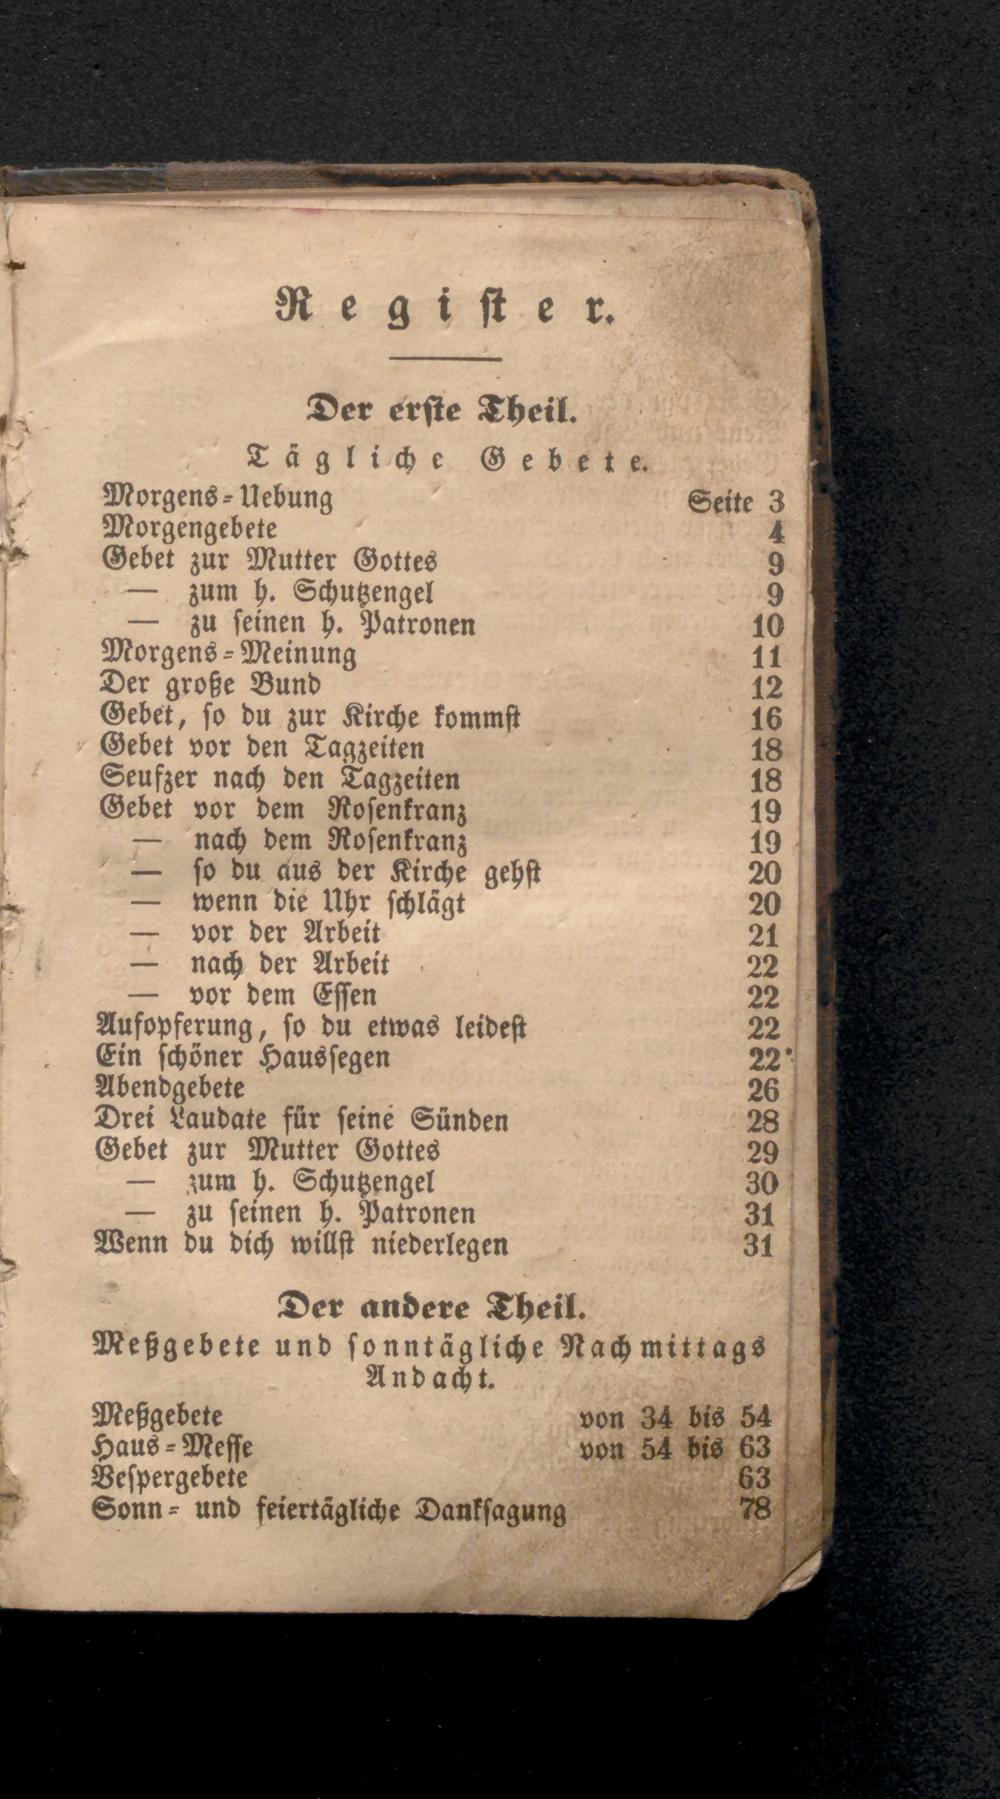 Register.
Der erste Theil.
Tägliche Gebete.
Morgens-Uebung Seite 3
Morgengebete 4
Gebet zur Mutter Gottes 9
— zum h. Schutzengel 9
— zu seinen h. Patronen 10
Morgens-Meinung 11
Der große Bund 12
Gebet, so du zur Kirche kommst 16
Gebet vor den Tagzeiten 18
Seufzer nach den Tagzeiten 18
Gebet vor dem Rosenkranz 19
— nach dem Rosenkranz 19
— so du aus der Kirche gehst 20
— wenn die Uhr schlägt 20
— vor der Arbeit 21
— nach der Arbeit 22
— vor dem Essen 22
Aufopferung, so du etwas leidest 22
Ein schöner Haussegen 22
Abendgebete 26
Drei Laudate für seine Sünden 28
Gebet zur Mutter Gottes 29
— zum h. Schutzengel 30
— zu seinen h. Patronen 31
Wenn du dich willst niederlegen 31
Der andere Theil.
Meßgebete und sonntägliche Nachmittags
Andacht.
Meßgebete von 34 bis 54
Haus-Messe von 54 bis 63
Vespergebete 63
Sonn- und feiertägliche Danksagung 78